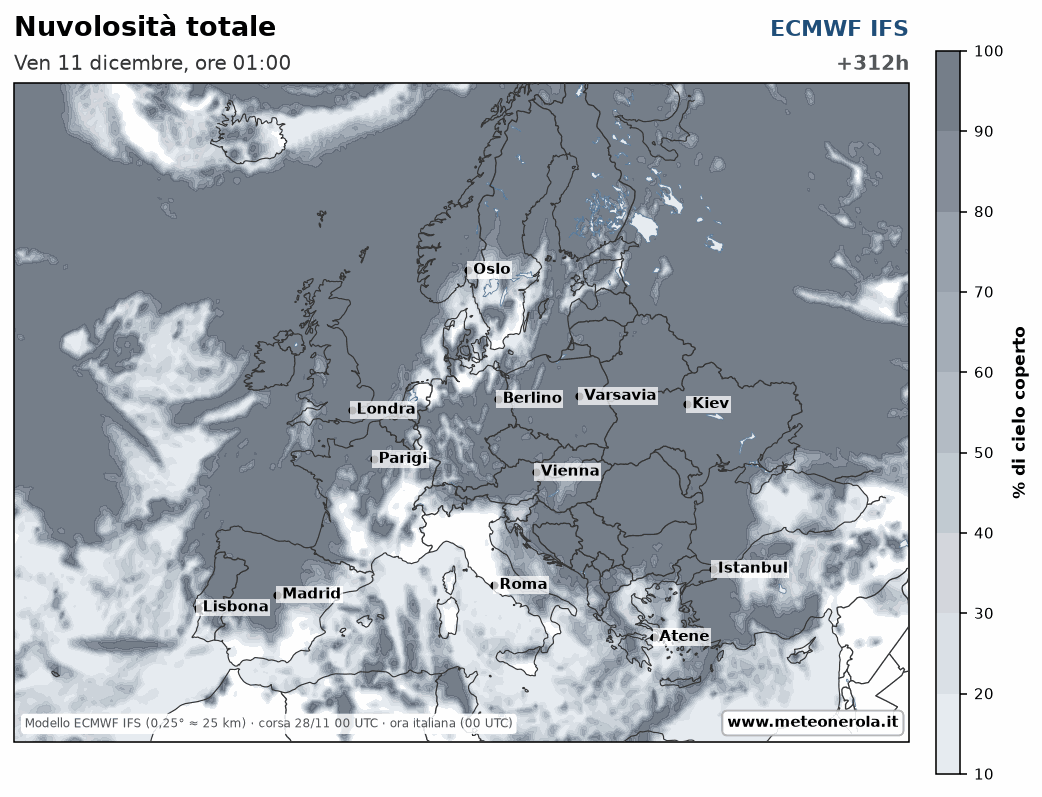 Nuvolosità totale
ECMWF IFS
Ven 11 dicembre, ore 01:00
+312h
Oslo
Londra
Berlino
Varsavia
Kiev
Parigi
Vienna
Istanbul
Roma
Madrid
Lisbona
Atene
Modello ECMWF IFS (0,25° ≈ 25 km) · corsa 28/11 00 UTC · ora italiana (00 UTC)
www.meteonerola.it
100
90
80
70
60
50
40
30
20
10
% di cielo coperto